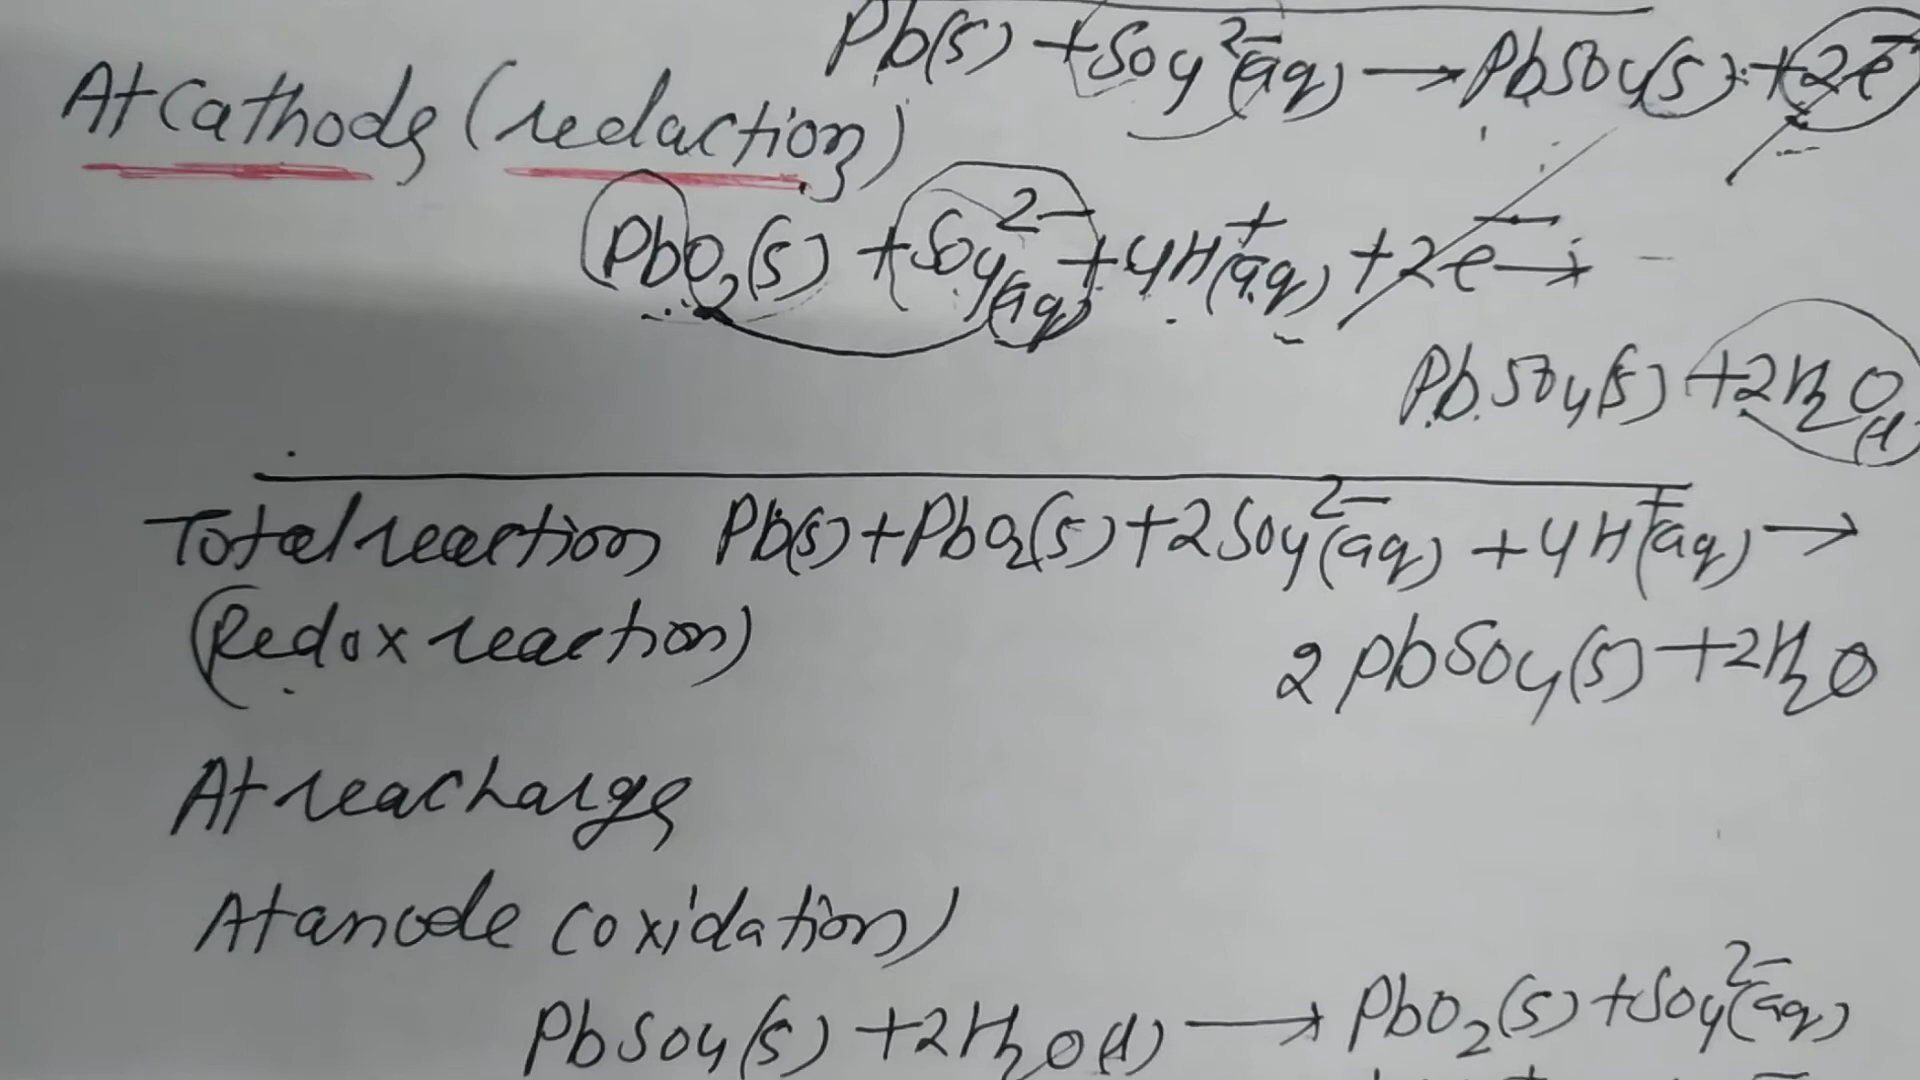 Pb(s) + SO4^2-(aq) → PbSO4(s) + 2e^-
At Cathode (redaction)
PbO2(s) + SO4^2-(aq) + 4H^+(aq) + 2e^- →
PbSO4(s) + 2H2O(l)
Total reaction Pb(s) + PbO2(s) + 2SO4^2-(aq) + 4H^+(aq) →
(Redox reaction)
2PbSO4(s) + 2H2O
At reacharge
At anode (oxidation)
PbSO4(s) + 2H2O(l) → PbO2(s) + SO4^2-(aq)